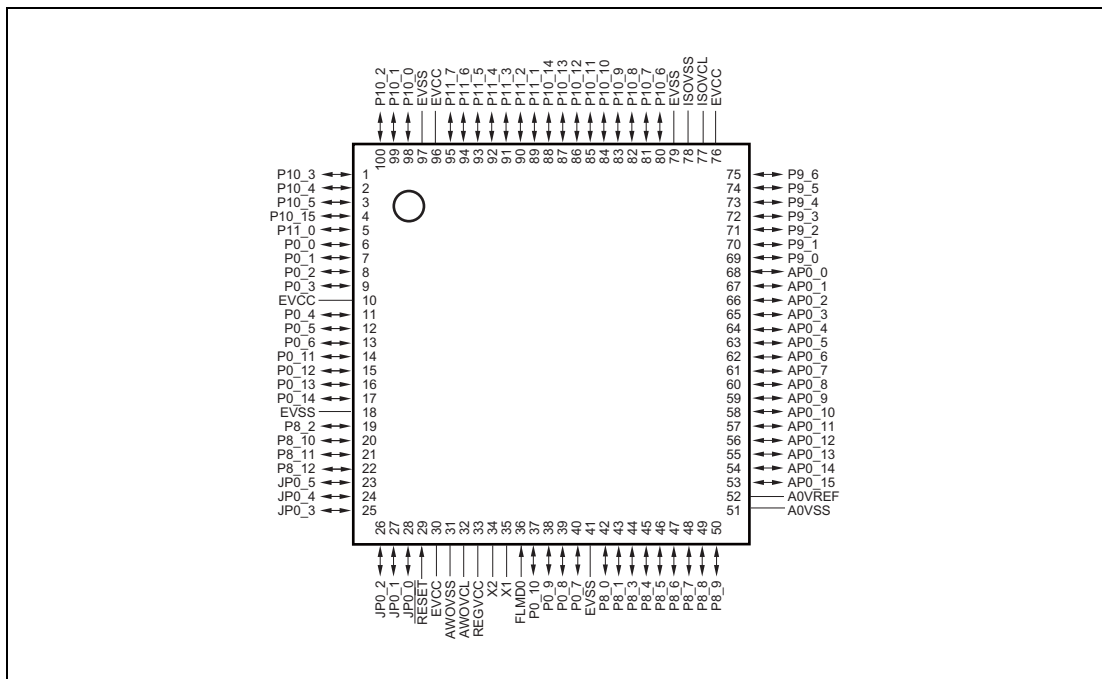 P10_2 P10_1 P10_0 EVSS EVCC P11_7 P11_6 P11_5 P11_4 P11_3 P11_2 P11_1 P10_14 P10_13 P10_12 P10_11 P10_10 P10_9 P10_8 P10_7 P10_6 EVSS ISOVSS ISOVCL EVCC
100 99 98 97 96 95 94 93 92 91 90 89 88 87 86 85 84 83 82 81 80 79 78 77 76
P10_3 1 75 P9_6
P10_4 2 74 P9_5
P10_5 3 73 P9_4
P10_15 4 72 P9_3
P11_0 5 71 P9_2
P0_0 6 70 P9_1
P0_1 7 69 P9_0
P0_2 8 68 AP0_0
P0_3 9 67 AP0_1
EVCC 10 66 AP0_2
P0_4 11 65 AP0_3
P0_5 12 64 AP0_4
P0_6 13 63 AP0_5
P0_11 14 62 AP0_6
P0_12 15 61 AP0_7
P0_13 16 60 AP0_8
P0_14 17 59 AP0_9
EVSS 18 58 AP0_10
P8_2 19 57 AP0_11
P8_10 20 56 AP0_12
P8_11 21 55 AP0_13
P8_12 22 54 AP0_14
JP0_5 23 53 AP0_15
JP0_4 24 52 A0VREF
JP0_3 25 51 A0VSS
26 27 28 29 30 31 32 33 34 35 36 37 38 39 40 41 42 43 44 45 46 47 48 49 50
JP0_2 JP0_1 JP0_0 RESET EVCC AWOVSS AWOVCL REGVCC X2 X1 FLMD0 P0_10 P0_9 P0_8 P0_7 EVSS P8_0 P8_1 P8_3 P8_4 P8_5 P8_6 P8_7 P8_8 P8_9